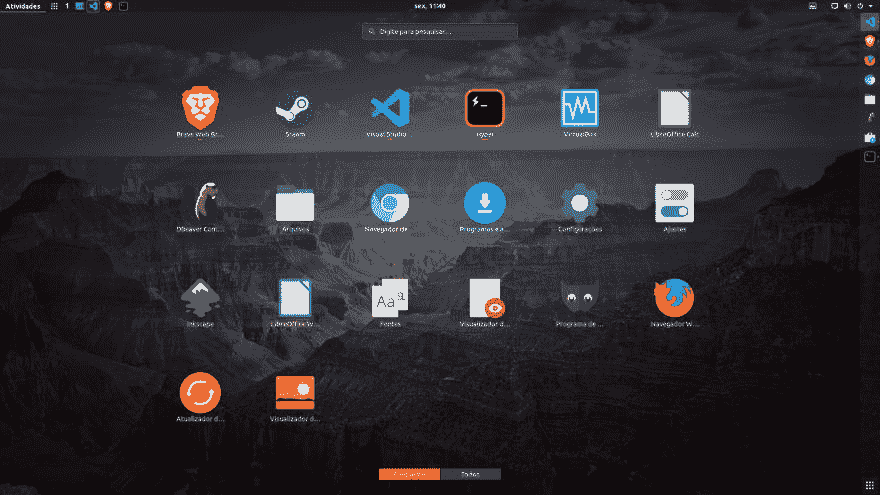 Atividades
1
sex, 11:40
Digite para pesquisar...
Brave Web Br...
Steam
Visual Studio ...
Hyper
VirtualBox
LibreOffice Calc
DBeaver Com...
Arquivos
Navegador de ...
Programas e a...
Configurações
Ajustes
Inkscape
LibreOffice W...
Fontes
Visualizador d...
Programa de ...
Navegador W...
Atualizador d...
Visualizador d...
Todos